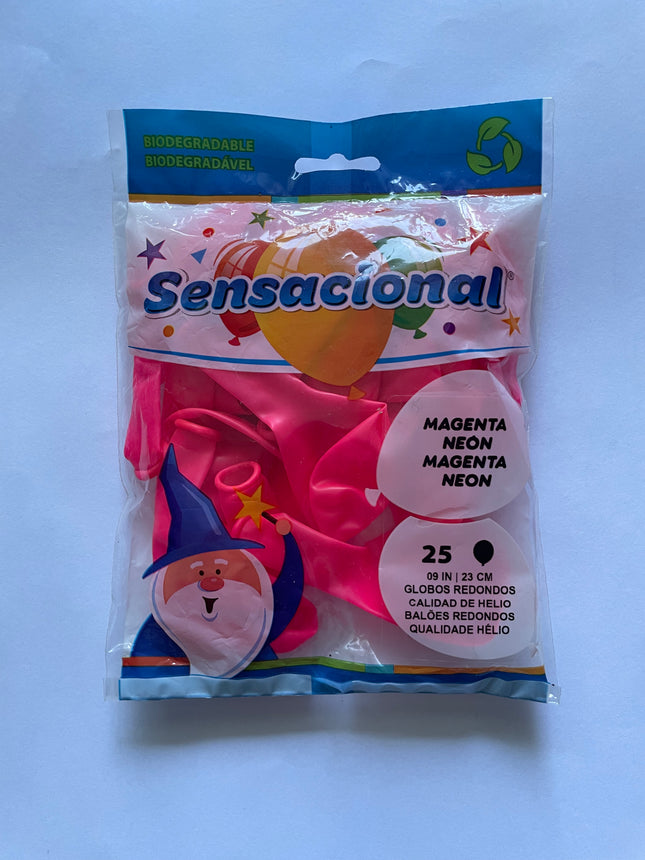 BIODEGRADABLE
BIODEGRADÁVEL
Sensacional®
MAGENTA
NEÓN
MAGENTA
NEON
25
09 IN | 23 CM
GLOBOS REDONDOS
CALIDAD DE HELIO
BALÕES REDONDOS
QUALIDADE HÉLIO